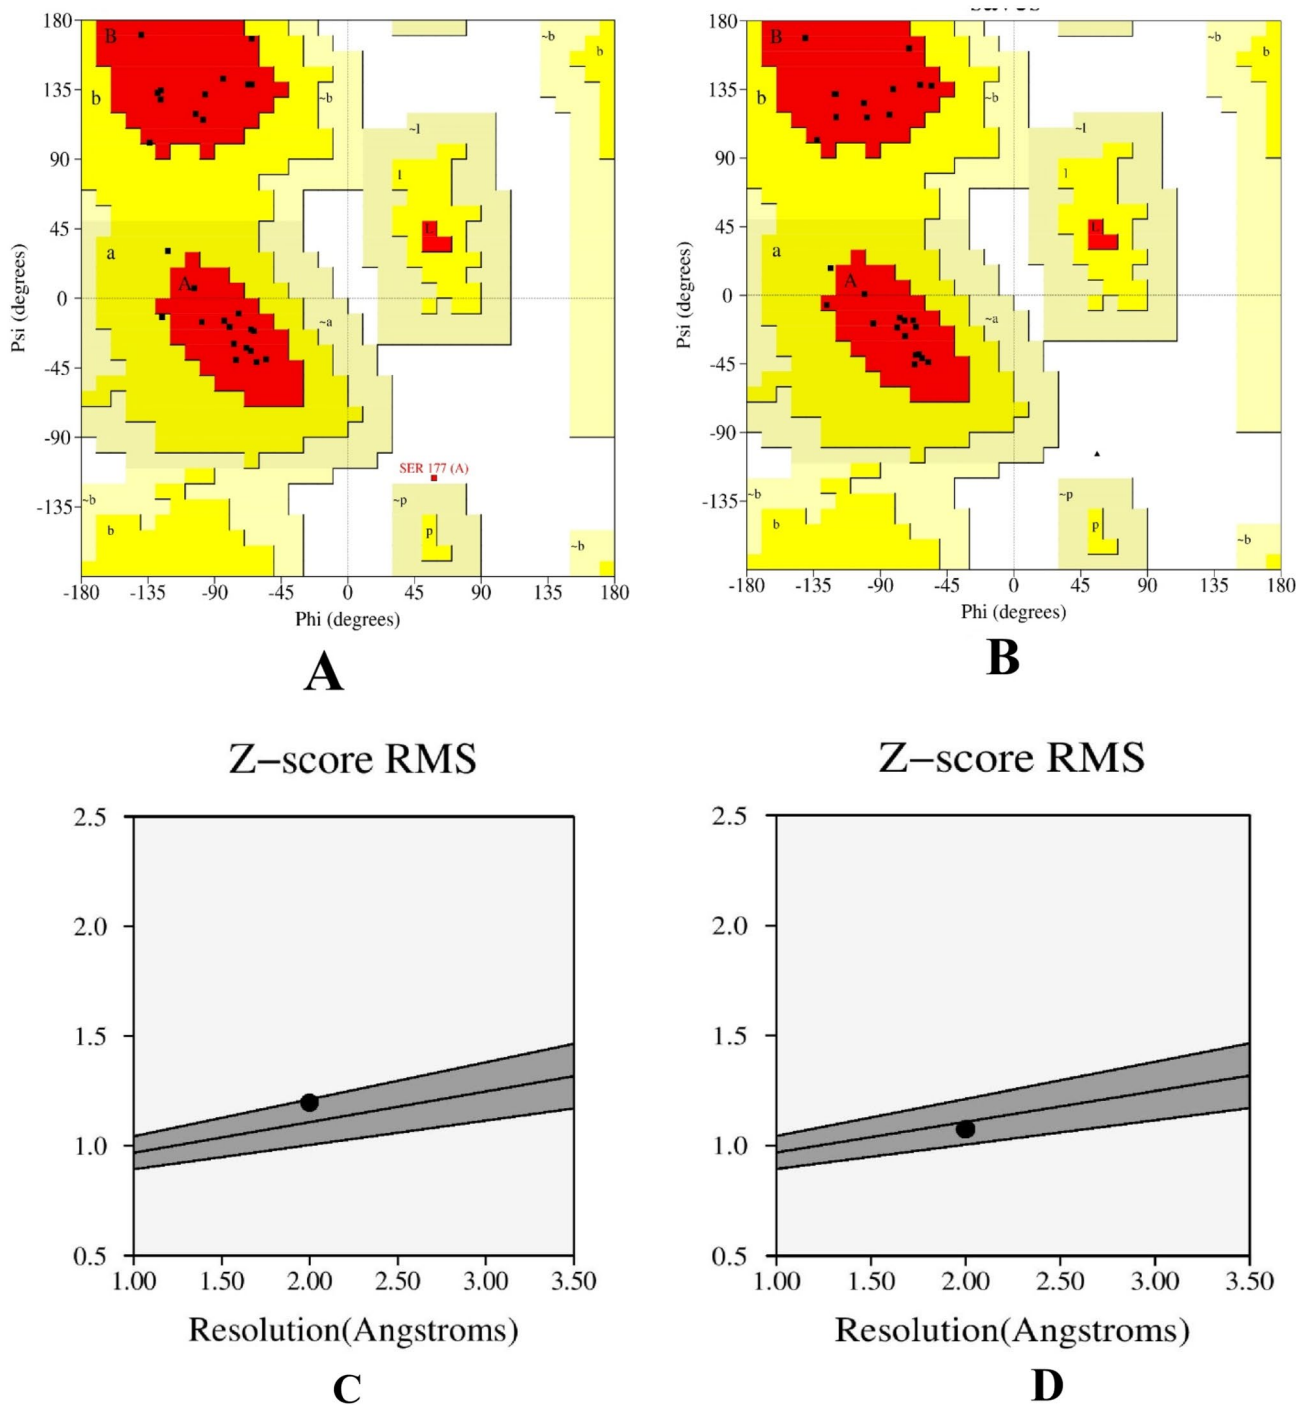 180
135
90
45
0
-45
-90
-135
Psi (degrees)
B
b
a
A
~b
~a
~l
l
L
~b
b
SER 177 (A)
~b
b
~p
p
~b
-180 -135 -90 -45 0 45 90 135 180
Phi (degrees)
A
180
135
90
45
0
-45
-90
-135
Psi (degrees)
B
b
a
A
~b
~a
~l
l
L
~b
b
~b
b
~p
p
~b
-180 -135 -90 -45 0 45 90 135 180
Phi (degrees)
B
Z-score RMS
2.5
2.0
1.5
1.0
0.5
1.00 1.50 2.00 2.50 3.00 3.50
Resolution(Angstroms)
C
Z-score RMS
2.5
2.0
1.5
1.0
0.5
1.00 1.50 2.00 2.50 3.00 3.50
Resolution(Angstroms)
D